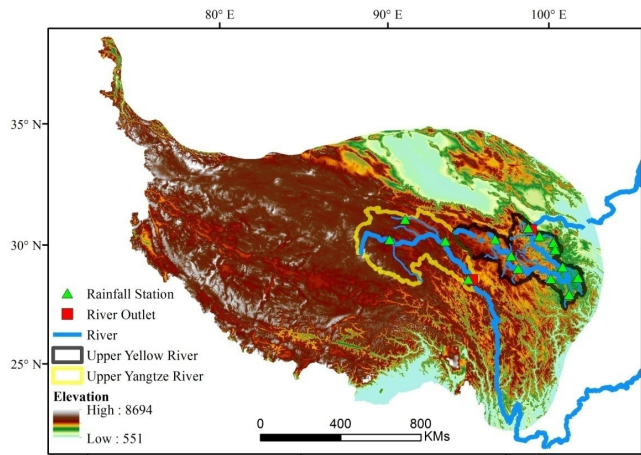 80° E 90° E 100° E
35° N
30° N
25° N
Rainfall Station
River Outlet
River
Upper Yellow River
Upper Yangtze River
Elevation
High : 8694
Low : 551
0 400 800
KMs